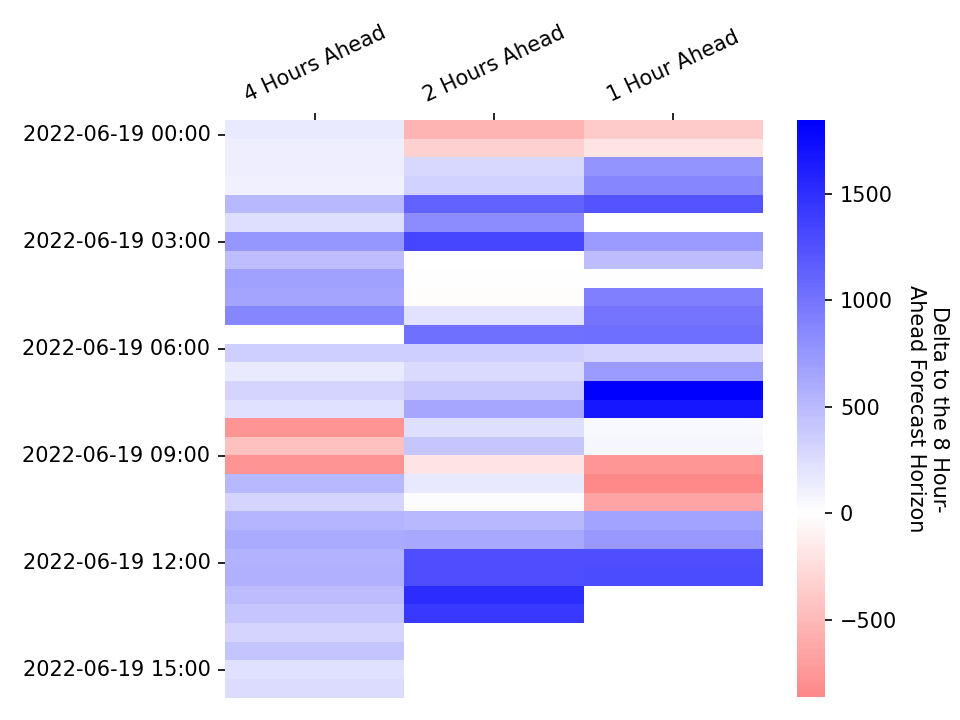 4 Hours Ahead
2 Hours Ahead
1 Hour Ahead
2022-06-19 00:00
2022-06-19 03:00
2022-06-19 06:00
2022-06-19 09:00
2022-06-19 12:00
2022-06-19 15:00
1500
1000
500
0
−500
Delta to the 8 Hour-
Ahead Forecast Horizon